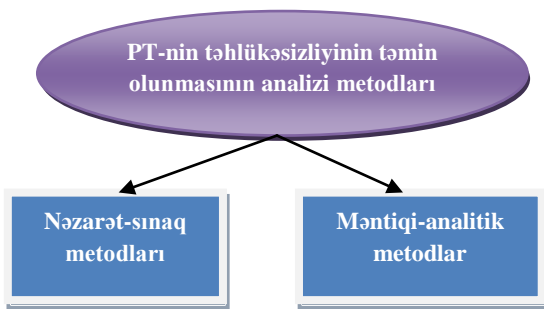 PT-nin təhlükəsizliyinin təmin
olunmasının analizi metodları
Nəzarət-sınaq
metodları
Məntiqi-analitik
metodlar